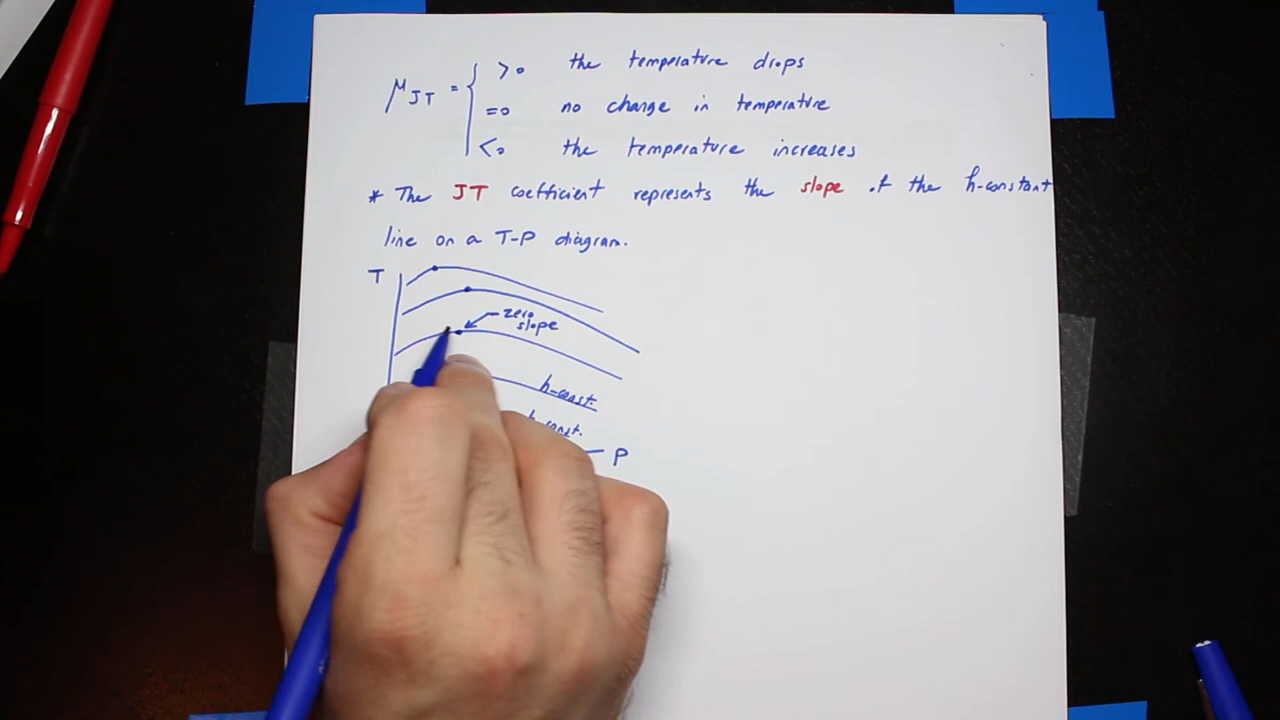 μJT = { >0 the temperature drops
=0 no change in temperature
<0 the temperature increases
* The JT coefficient represents the slope of the h-constant
line on a T-P diagram.
T
zero
slope
h-const.
const.
P